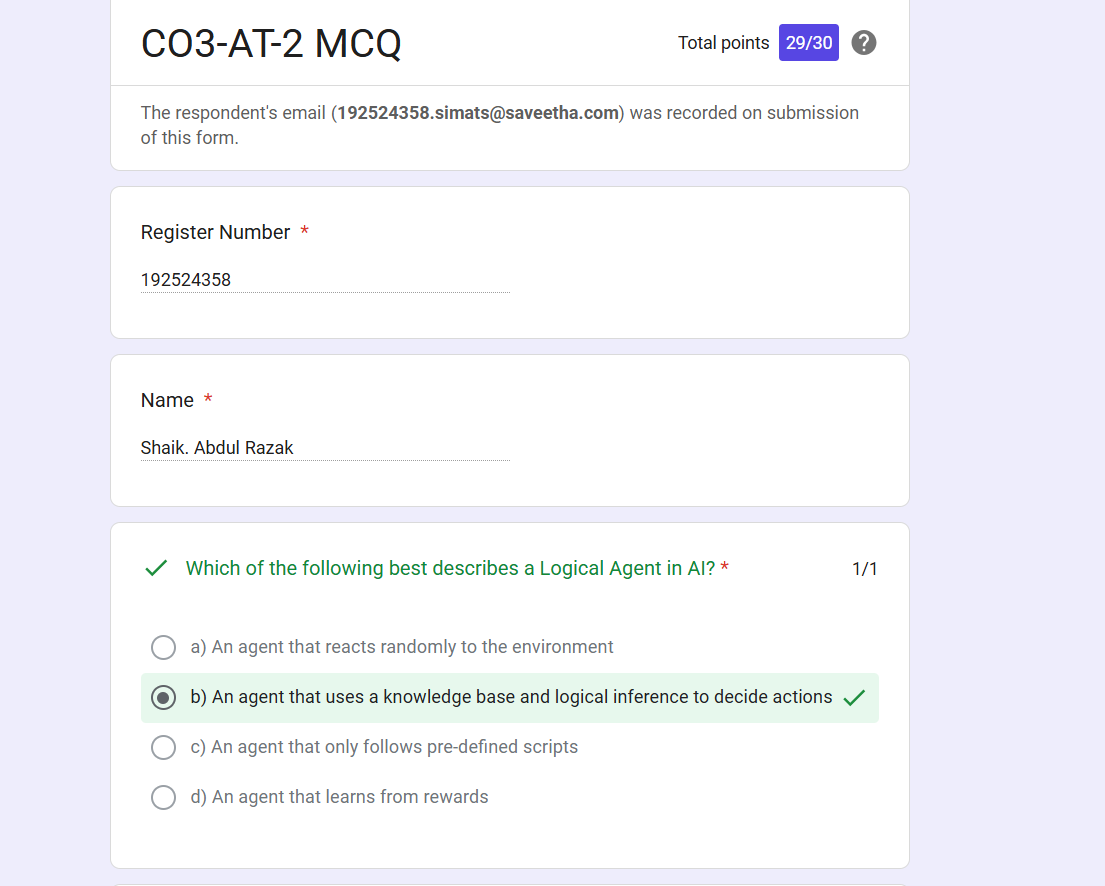 CO3-AT-2 MCQ
Total points 29/30 ?
The respondent's email (192524358.simats@saveetha.com) was recorded on submission
of this form.
Register Number *
192524358
Name *
Shaik. Abdul Razak
Which of the following best describes a Logical Agent in AI? * 1/1
a) An agent that reacts randomly to the environment
b) An agent that uses a knowledge base and logical inference to decide actions
c) An agent that only follows pre-defined scripts
d) An agent that learns from rewards